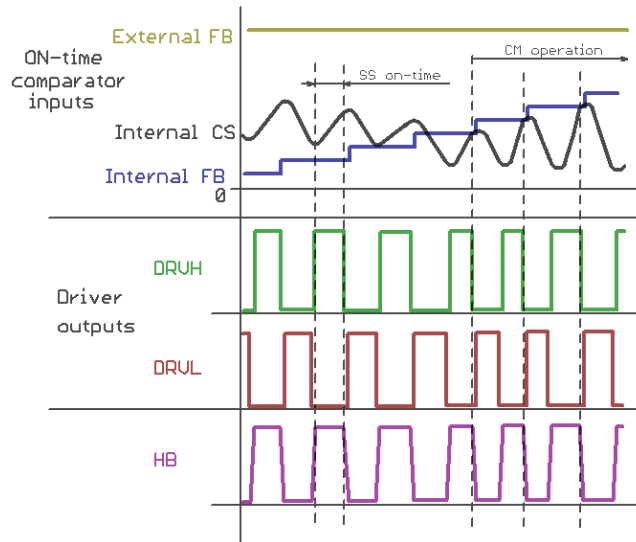 External FB
ON-time
comparator
inputs
CM operation
SS on-time
Internal CS
Internal FB
0
DRVH
Driver
outputs
DRVL
HB